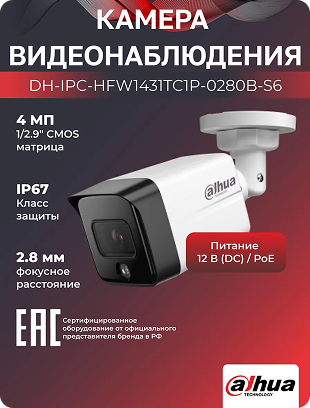 КАМЕРА
ВИДЕОНАБЛЮДЕНИЯ
DH-IPC-HFW1431TC1P-0280B-S6
4 МП
1/2.9" CMOS
матрица
IP67
Класс
защиты
alhua
2.8 мм
фокусное
расстояние
Питание
12 В (DC) / PoE
EAC
Сертифицированное
оборудование от официального
представителя бренда в РФ
alhua
TECHNOLOGY